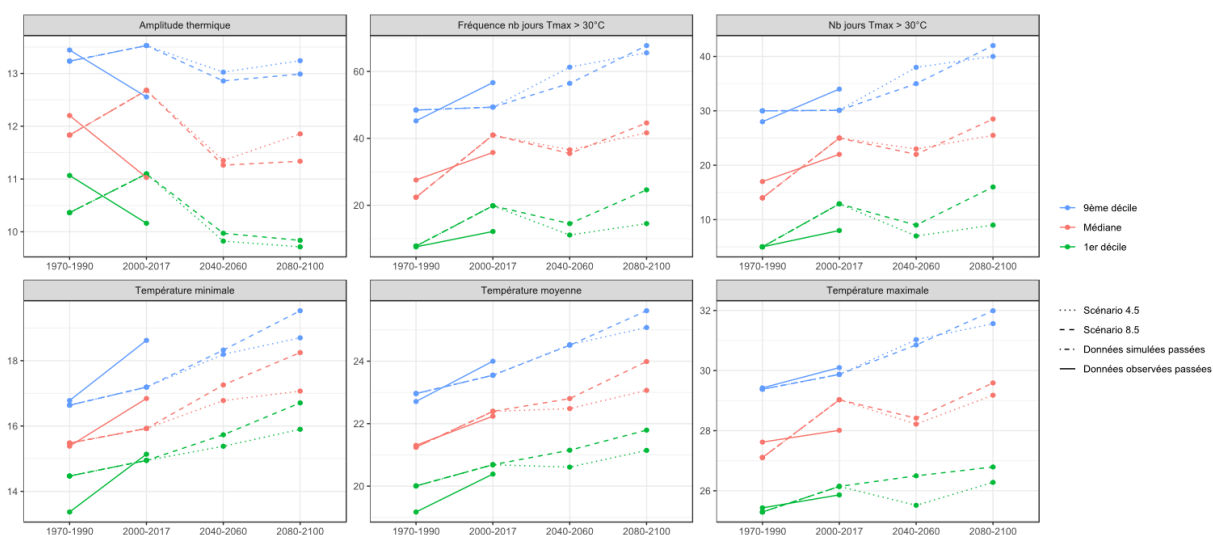 Amplitude thermique
Fréquence nb jours Tmax > 30°C
Nb jours Tmax > 30°C
13
12
11
10
60
40
20
40
30
20
10
1970-1990 2000-2017 2040-2060 2080-2100
1970-1990 2000-2017 2040-2060 2080-2100
1970-1990 2000-2017 2040-2060 2080-2100
Température minimale
Température moyenne
Température maximale
18
16
14
24
22
20
32
30
28
26
1970-1990 2000-2017 2040-2060 2080-2100
1970-1990 2000-2017 2040-2060 2080-2100
1970-1990 2000-2017 2040-2060 2080-2100
9ème décile
Médiane
1er décile
Scénario 4.5
Scénario 8.5
Données simulées passées
Données observées passées